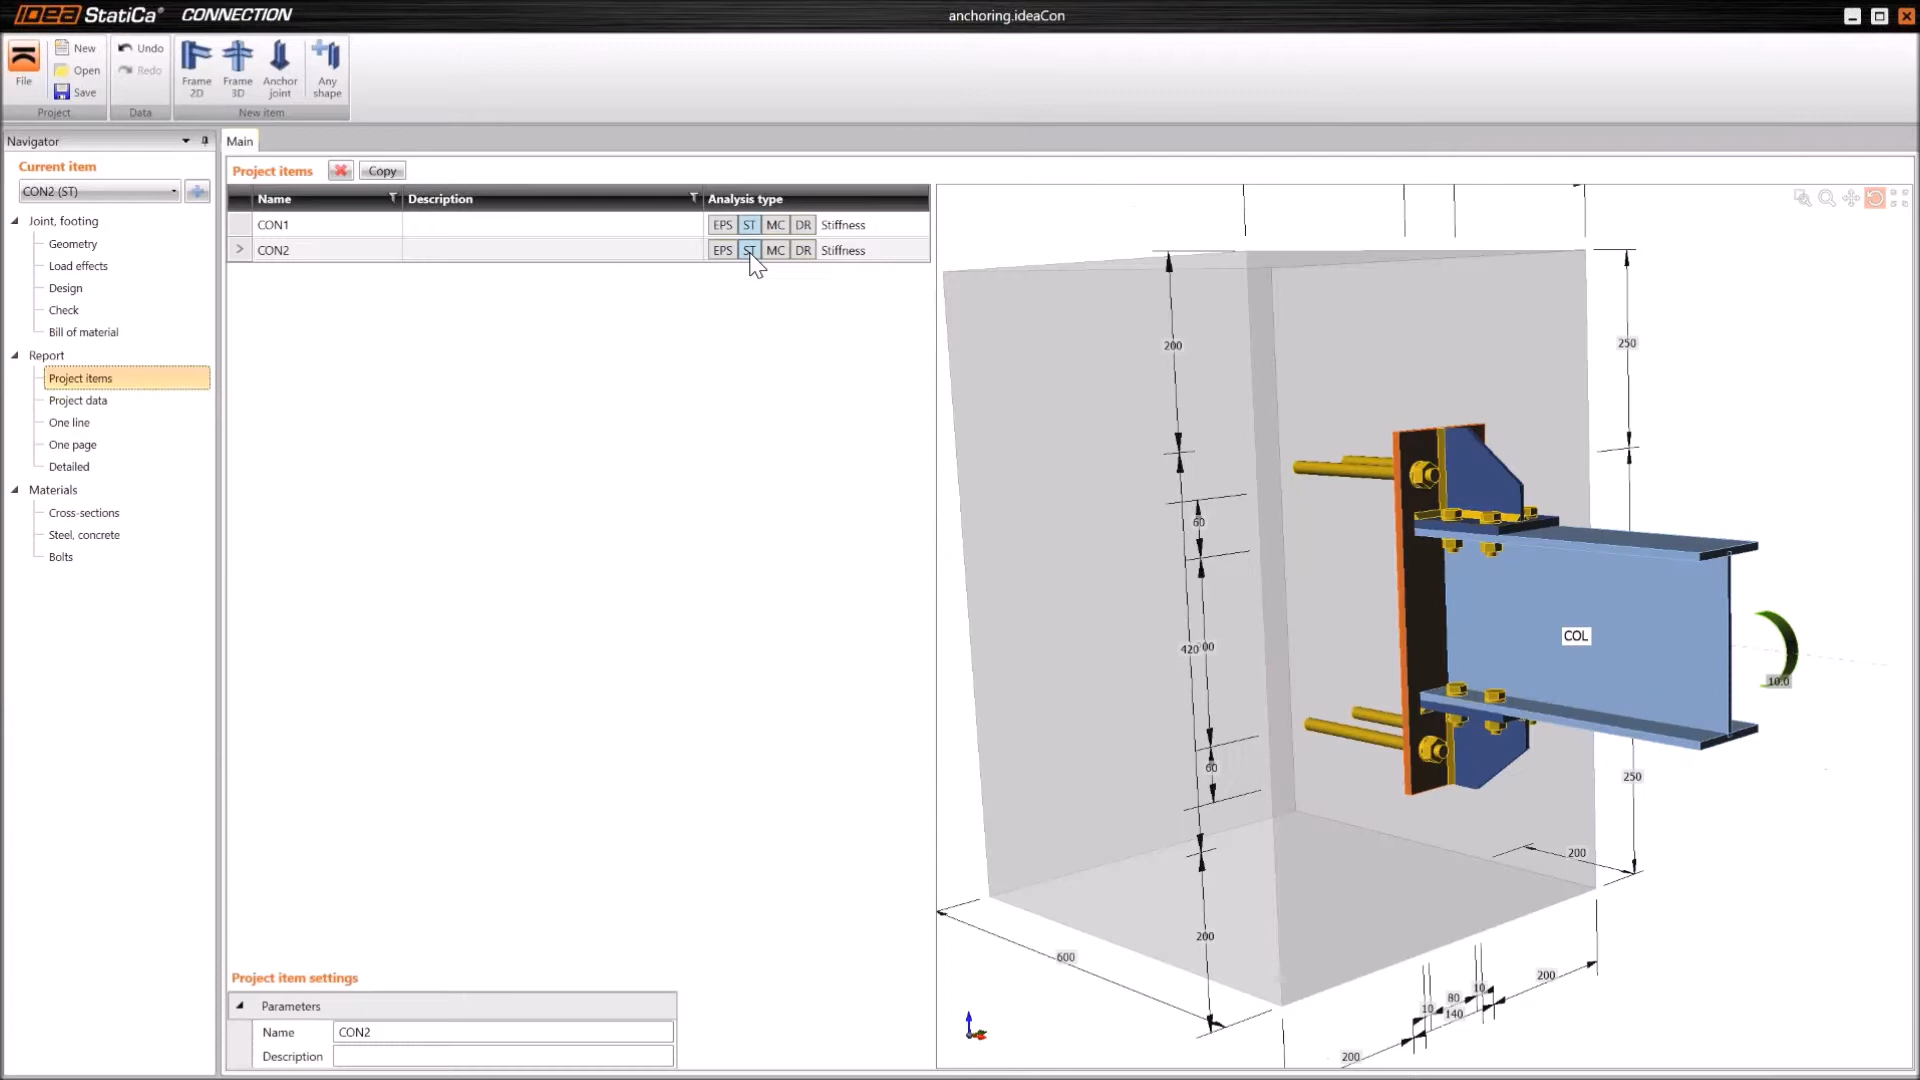 IDEA StatiCa® CONNECTION
anchoring.ideaCon
File
New
Open
Save
Project
Undo
Redo
Data
Frame 2D
Frame 3D
Anchor joint
Any shape
New item
Navigator
Current item
CON2 (ST)
Joint, footing
Geometry
Load effects
Design
Check
Bill of material
Report
Project items
Project data
One line
One page
Detailed
Materials
Cross-sections
Steel, concrete
Bolts
Main
Project items
Copy
Name Description Analysis type
CON1 EPS ST MC DR Stiffness
CON2 EPS ST MC DR Stiffness
200
250
60
420
60
COL
10.0
250
200
200
600
200
10
80
10
140
200
Project item settings
Parameters
Name CON2
Description